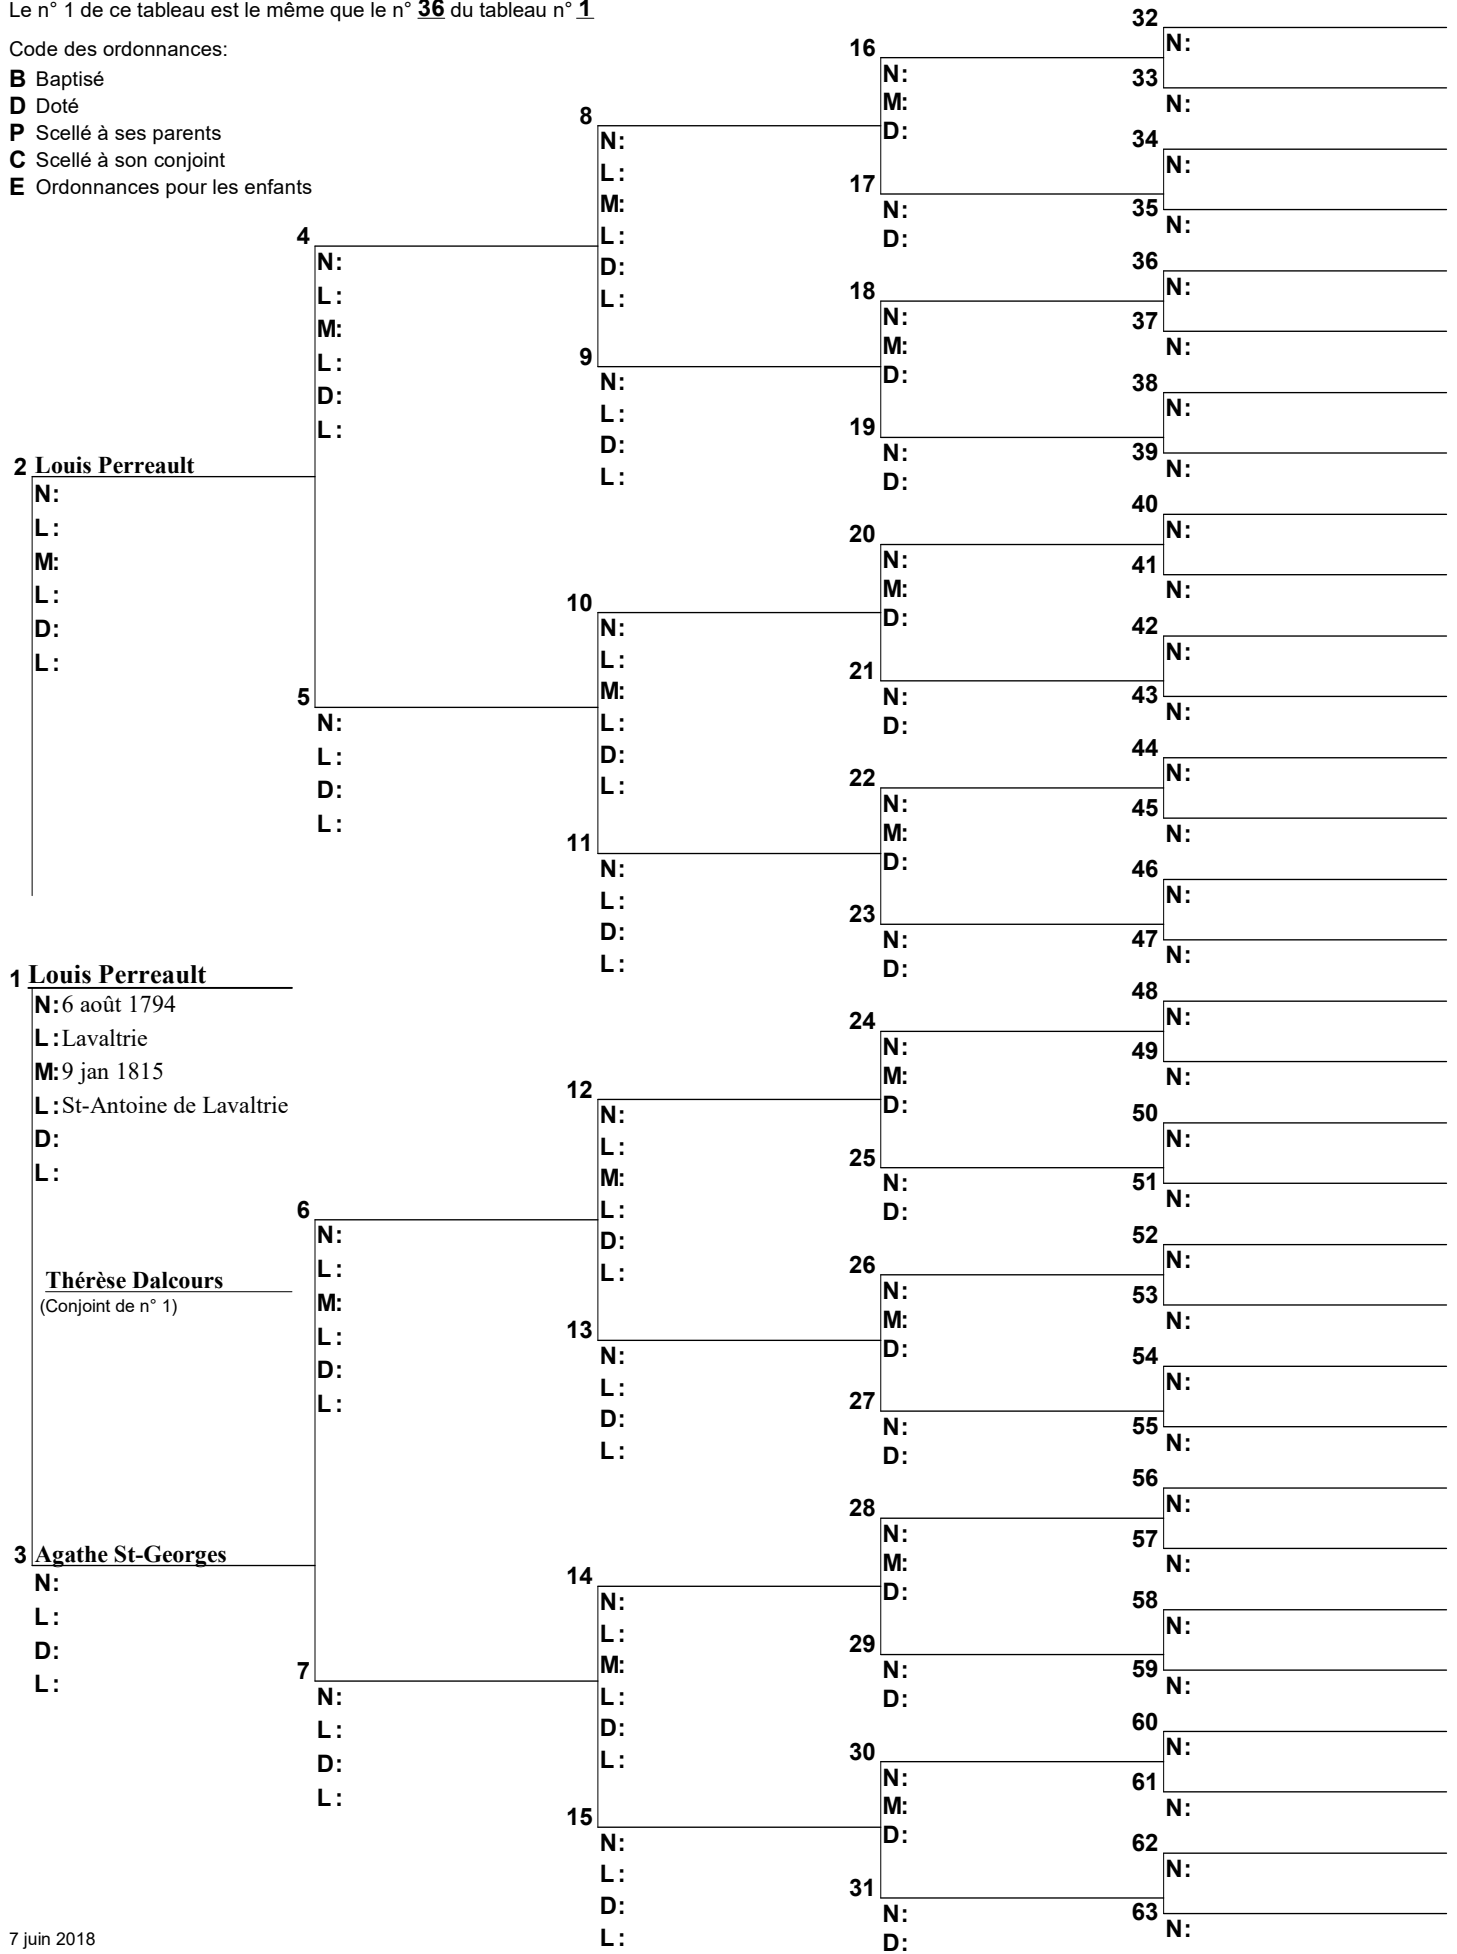 Le n° 1 de ce tableau est le même que le n° 36 du tableau n° 1
Code des ordonnances:
B Baptisé
D Doté
P Scellé à ses parents
C Scellé à son conjoint
E Ordonnances pour les enfants
2 Louis Perreault
N:
L:
M:
L:
D:
L:
1 Louis Perreault
N: 6 août 1794
L: Lavaltrie
M: 9 jan 1815
L: St-Antoine de Lavaltrie
D:
L:
Thérèse Dalcours
(Conjoint de n° 1)
3 Agathe St-Georges
N:
L:
D:
L:
4
N:
L:
M:
L:
D:
L:
5
N:
L:
D:
L:
6
N:
L:
M:
L:
D:
L:
7
N:
L:
D:
L:
8
N:
L:
M:
L:
D:
L:
9
N:
L:
D:
L:
10
N:
L:
M:
L:
D:
L:
11
N:
L:
D:
L:
12
N:
L:
M:
L:
D:
L:
13
N:
L:
D:
L:
14
N:
L:
M:
L:
D:
L:
15
N:
L:
D:
L:
16
N:
M:
D:
17
N:
D:
18
N:
M:
D:
19
N:
D:
20
N:
M:
D:
21
N:
D:
22
N:
M:
D:
23
N:
D:
24
N:
M:
D:
25
N:
D:
26
N:
M:
D:
27
N:
D:
28
N:
M:
D:
29
N:
D:
30
N:
M:
D:
31
N:
D:
32
N:
33
N:
34
N:
35
N:
36
N:
37
N:
38
N:
39
N:
40
N:
41
N:
42
N:
43
N:
44
N:
45
N:
46
N:
47
N:
48
N:
49
N:
50
N:
51
N:
52
N:
53
N:
54
N:
55
N:
56
N:
57
N:
58
N:
59
N:
60
N:
61
N:
62
N:
63
N:
7 juin 2018